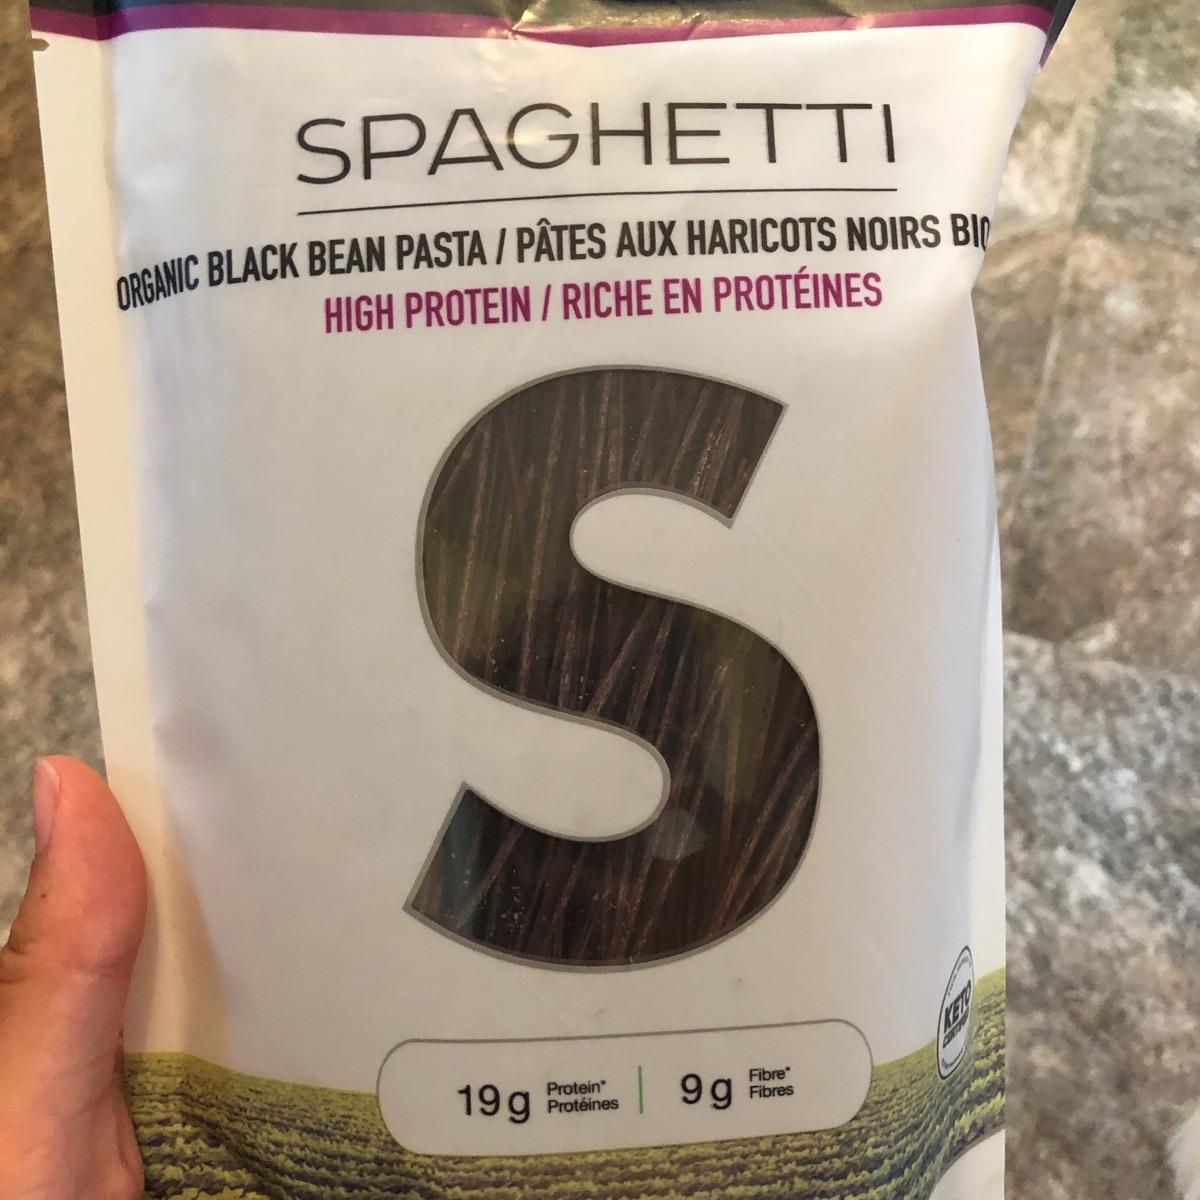 SPAGHETTI
ORGANIC BLACK BEAN PASTA / PÂTES AUX HARICOTS NOIRS BIO
HIGH PROTEIN / RICHE EN PROTÉINES
S
KETO
CERTIFIED
19g Protein* Protéines
9g Fibre* Fibres